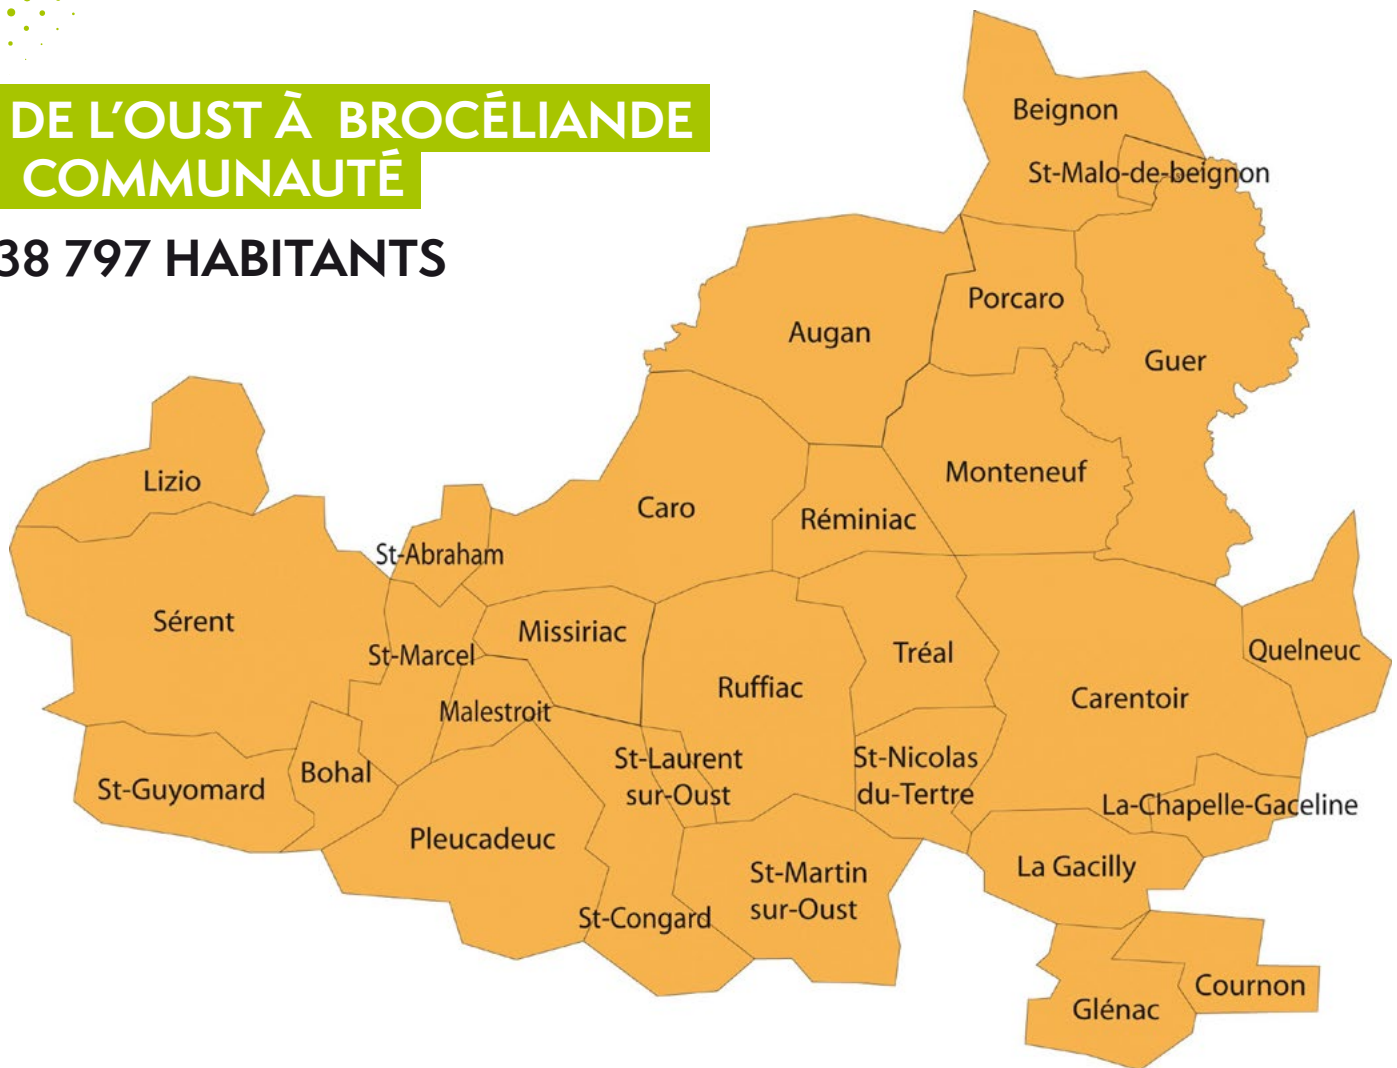 DE L'OUST À BROCÉLIANDE
COMMUNAUTÉ
38 797 HABITANTS
Beignon
St-Malo-de-beignon
Porcaro
Augan
Guer
Monteneuf
Lizio
Caro
Réminiac
St-Abraham
Sérent
Missiriac
St-Marcel
Tréal
Quelneuc
Ruffiac
Carentoir
Malestroit
St-Laurent
sur-Oust
St-Nicolas
du-Tertre
Bohal
St-Guyomard
La-Chapelle-Gaceline
Pleucadeuc
La Gacilly
St-Martin
sur-Oust
St-Congard
Cournon
Glénac